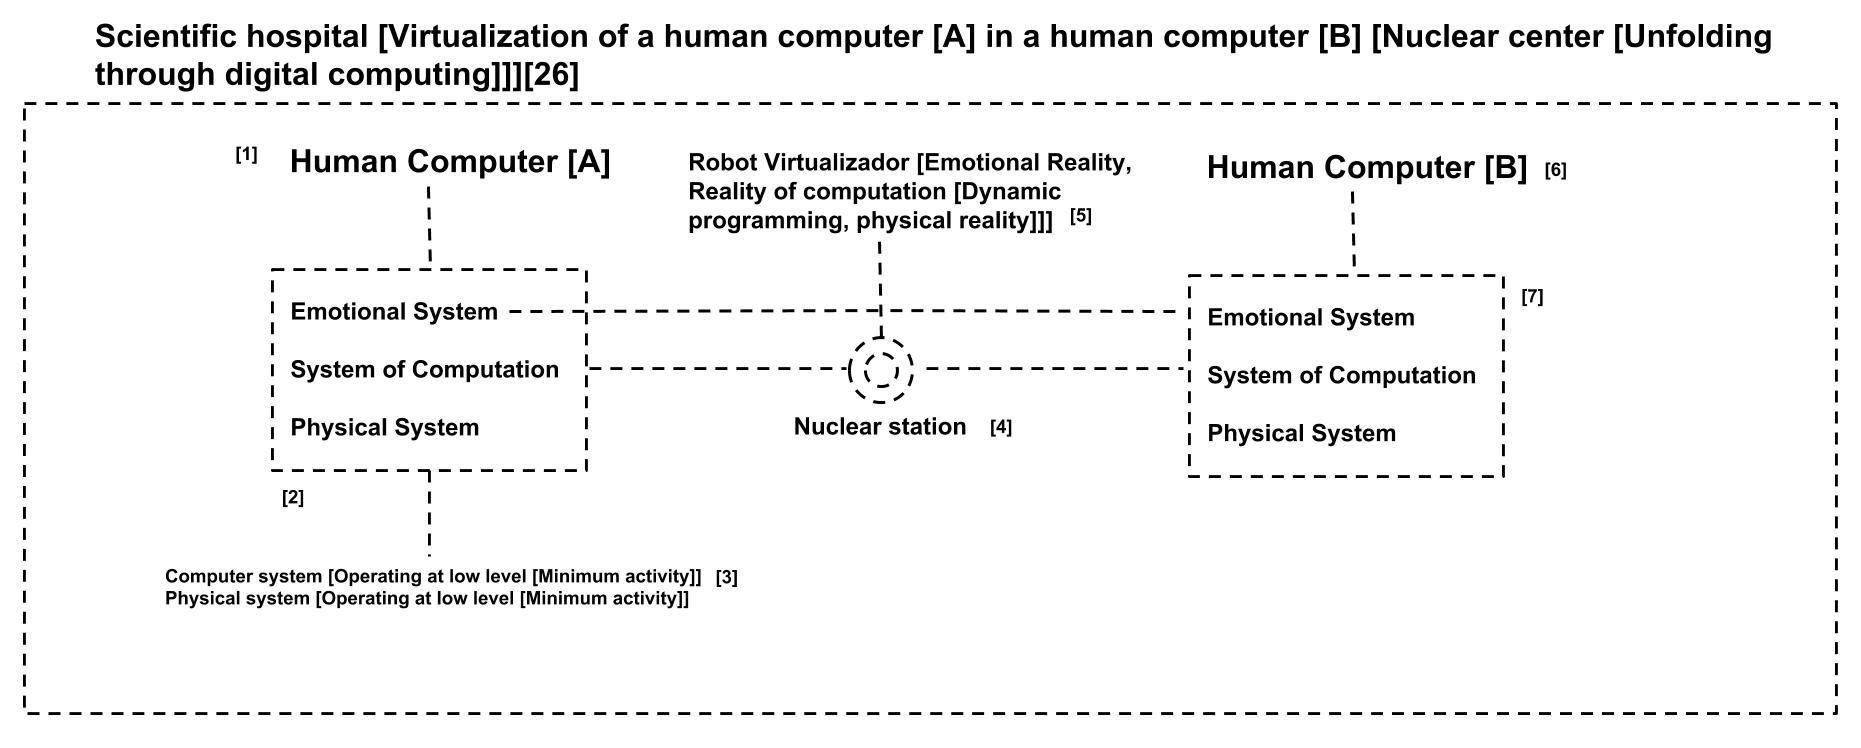 Scientific hospital [Virtualization of a human computer [A] in a human computer [B] [Nuclear center [Unfolding
through digital computing]]][26]
[1] Human Computer [A]
Robot Virtualizador [Emotional Reality,
Reality of computation [Dynamic
programming, physical reality]]] [5]
Human Computer [B] [6]
Emotional System
System of Computation
Physical System
[2]
Nuclear station [4]
[7]
Emotional System
System of Computation
Physical System
Computer system [Operating at low level [Minimum activity]] [3]
Physical system [Operating at low level [Minimum activity]]